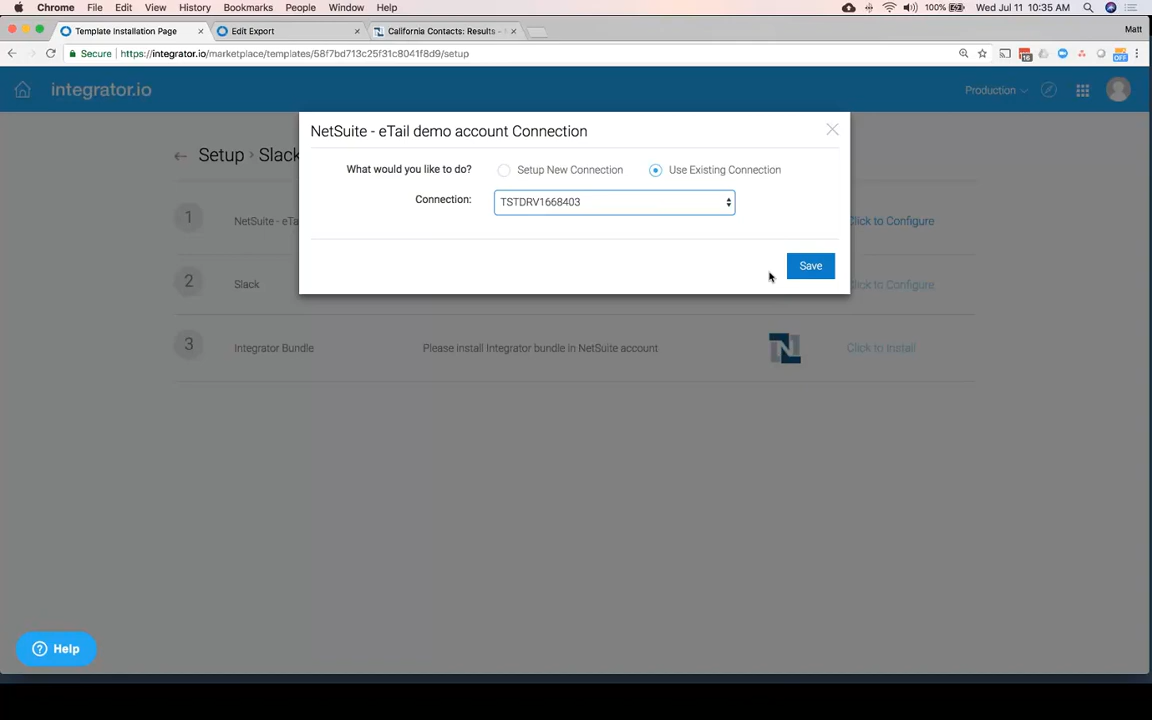 Chrome File Edit View History Bookmarks People Window Help 100% Wed Jul 11 10:35 AM
Template Installation Page Edit Export California Contacts: Results - Matt
Secure https://integrator.io/marketplace/templates/58f7bd713c25f31c8041f8d9/setup 16 OFF
integrator.io Production
Setup › Slack
NetSuite - eTail demo account Connection
What would you like to do? Setup New Connection Use Existing Connection
Connection: TSTDRV1668403
Save
1 NetSuite - eTa Click to Configure
2 Slack Click to Configure
3 Integrator Bundle Please install Integrator bundle in NetSuite account N Click to Install
? Help